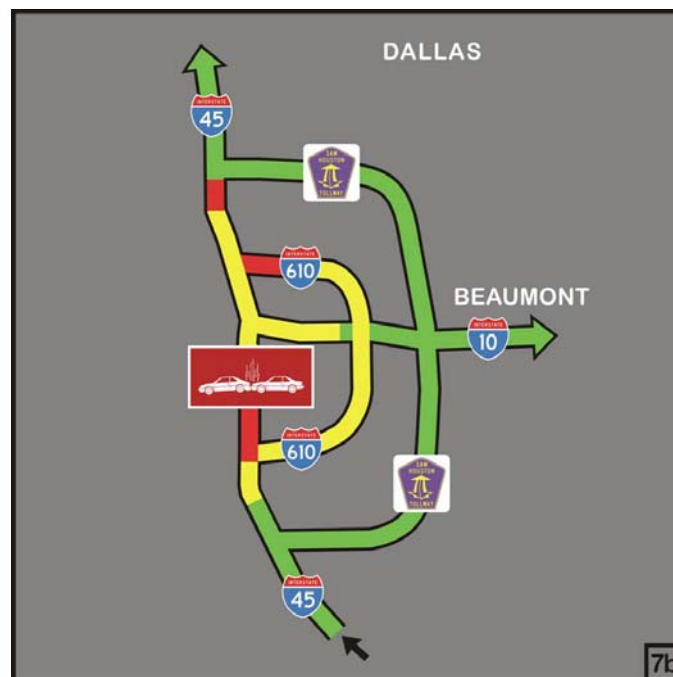 DALLAS
INTERSTATE
45
SAM
HOUSTON
TOLLWAY
INTERSTATE
610
BEAUMONT
INTERSTATE
10
INTERSTATE
610
SAM
HOUSTON
TOLLWAY
INTERSTATE
45
7b